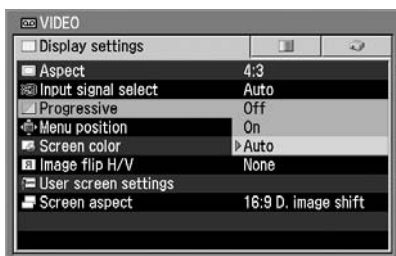 VIDEO
Display settings
Aspect 4:3
Input signal select Auto
Progressive Off
Menu position On
Screen color Auto
Image flip H/V None
User screen settings
Screen aspect 16:9 D. image shift